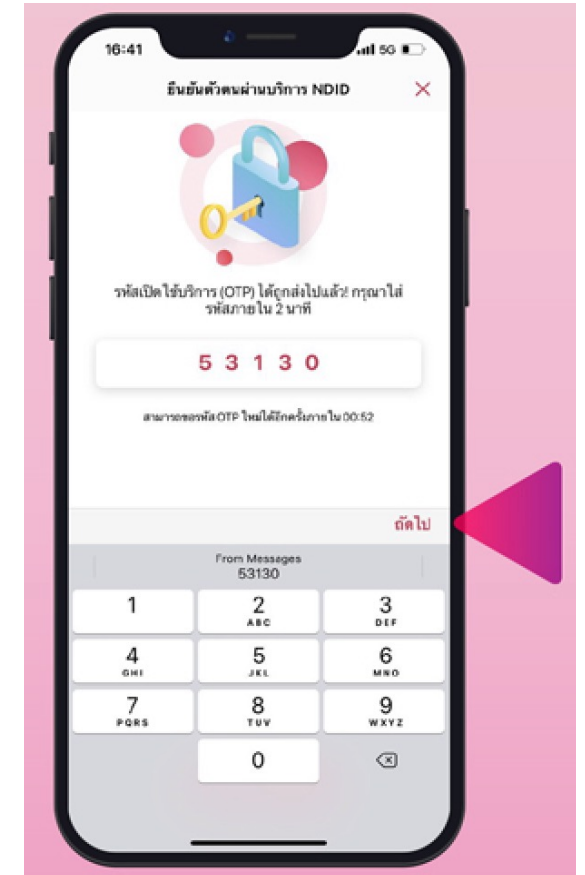 16:41
5G
ยืนยันตัวตนผ่านบริการ NDID
รหัสเปิดใช้บริการ (OTP) ได้ถูกส่งไปแล้ว! กรุณาใส่
รหัสภายใน 2 นาที
5 3 1 3 0
สามารถขอรหัส OTP ใหม่ได้อีกครั้งภายใน 00:52
ถัดไป
From Messages
53130
1 2 3
ABC DEF
4 5 6
GHI JKL MNO
7 8 9
PQRS TUV WXYZ
0